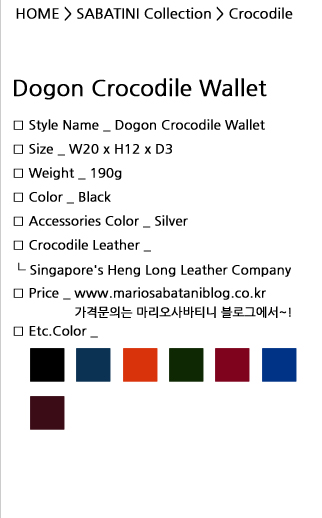 HOME > SABATINI Collection > Crocodile
Dogon Crocodile Wallet
□ Style Name _ Dogon Crocodile Wallet
□ Size _ W20 x H12 x D3
□ Weight _ 190g
□ Color _ Black
□ Accessories Color _ Silver
□ Crocodile Leather _
└ Singapore's Heng Long Leather Company
□ Price _ www.mariosabataniblog.co.kr
가격문의는 마리오사바티니 블로그에서~!
□ Etc.Color _